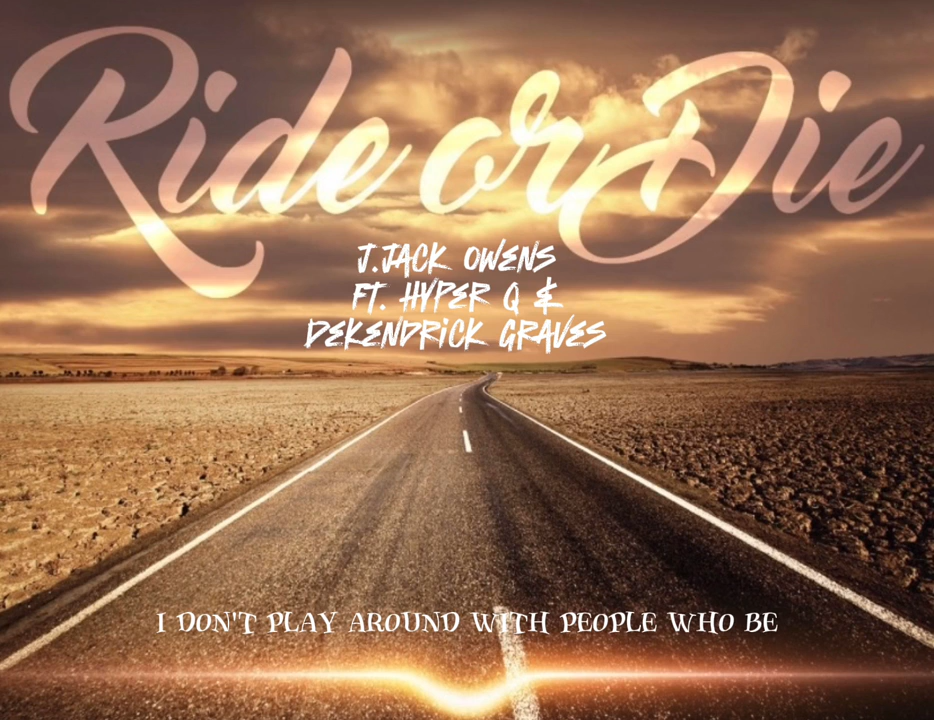 Ride or Die
J.JACK OWENS
FT. HYPER Q &
DEKENDRICK GRAVES
I DON'T PLAY AROUND WITH PEOPLE WHO BE